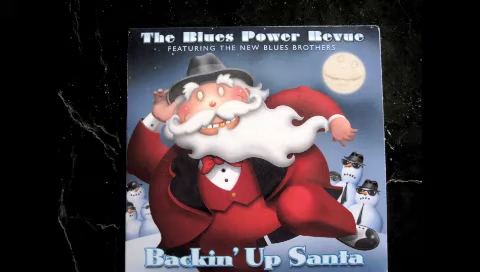 The Blues Power Revue
FEATURING THE NEW BLUES BROTHERS
Backin' Up Santa